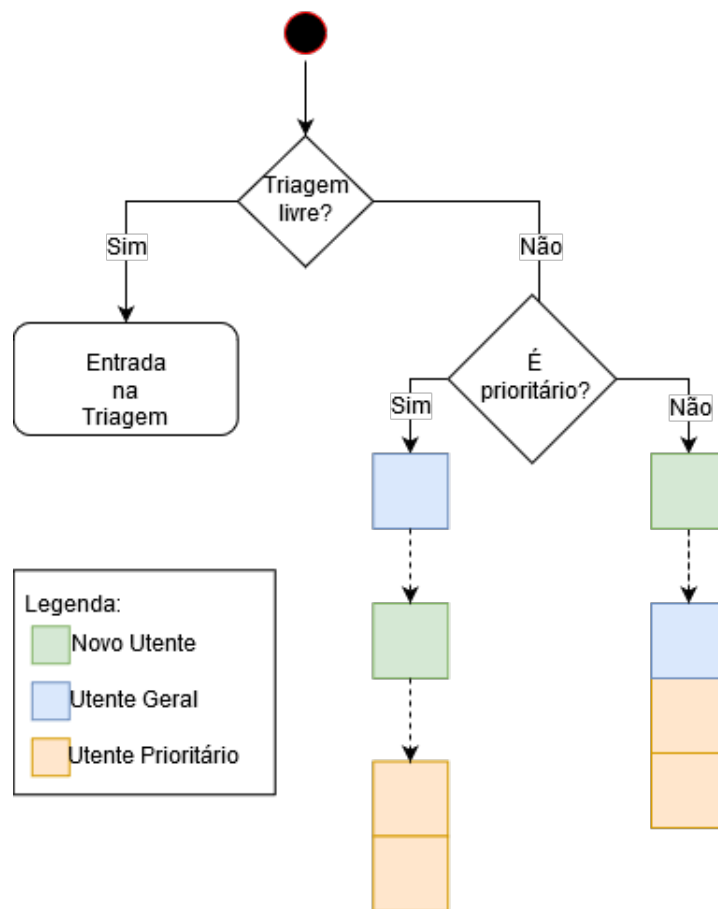 Triagem
livre?
Sim
Não
Entrada
na
Triagem
É
prioritário?
Sim
Não
Legenda:
Novo Utente
Utente Geral
Utente Prioritário